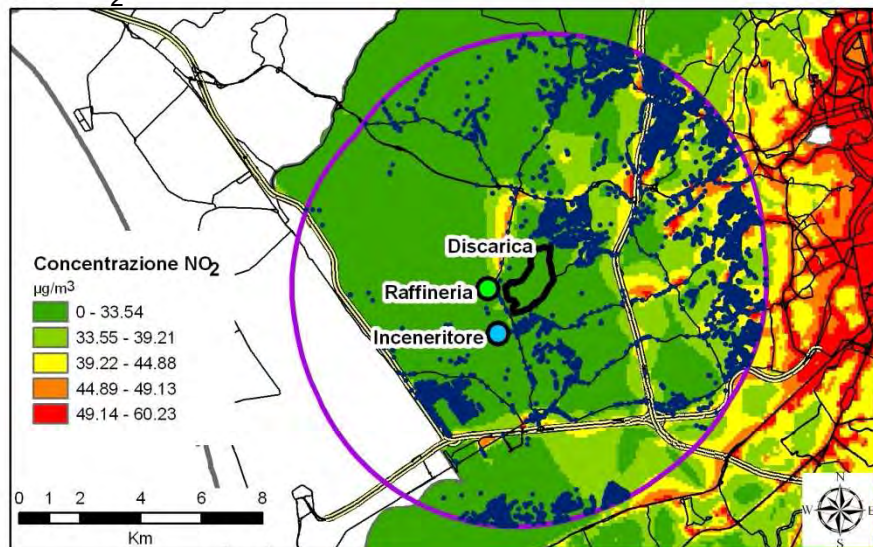 2
Discarica
Concentrazione NO2
µg/m3
Raffineria
0 - 33.54
33.55 - 39.21
Inceneritore
39.22 - 44.88
44.89 - 49.13
49.14 - 60.23
0 2 4 6 8
Km
N
W E
S